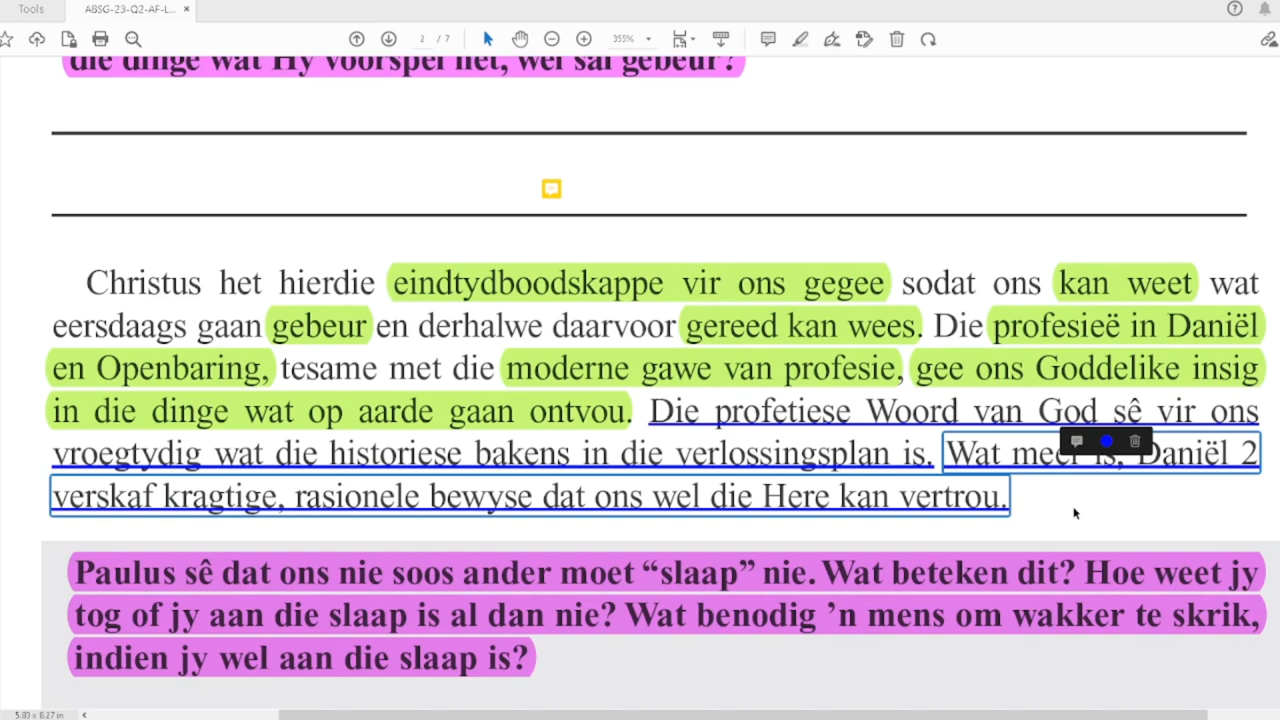 Tools
ABSG-23-Q2-AF-L... ×
2 / 7
355%
die dinge wat Hy voorspel het, wel sal gebeur?
Christus het hierdie eindtydboodskappe vir ons gegee sodat ons kan weet wat
eersdaags gaan gebeur en derhalwe daarvoor gereed kan wees. Die profesieë in Daniël
en Openbaring, tesame met die moderne gawe van profesie, gee ons Goddelike insig
in die dinge wat op aarde gaan ontvou. Die profetiese Woord van God sê vir ons
vroegtydig wat die historiese bakens in die verlossingsplan is. Wat meer is, Daniël 2
verskaf kragtige, rasionele bewyse dat ons wel die Here kan vertrou.
Paulus sê dat ons nie soos ander moet “slaap” nie. Wat beteken dit? Hoe weet jy
tog of jy aan die slaap is al dan nie? Wat benodig ’n mens om wakker te skrik,
indien jy wel aan die slaap is?
5.83 x 8.27 in